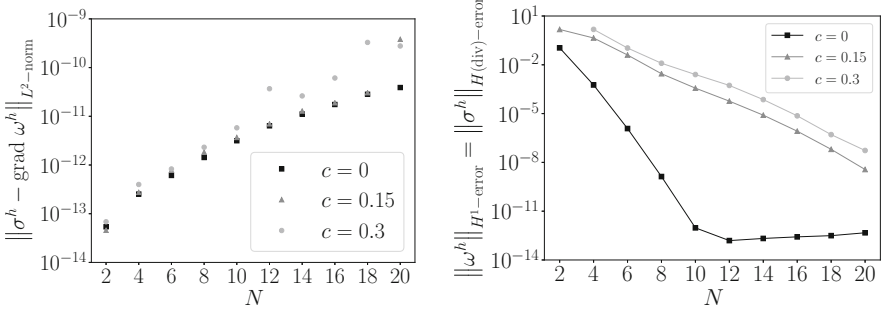 10^{-9}
10^{-10}
10^{-11}
10^{-12}
10^{-13}
10^{-14}
||σ^h − grad ω^h||_{L^2−norm}
c = 0
c = 0.15
c = 0.3
2 4 6 8 10 12 14 16 18 20
N
10^1
10^{-2}
10^{-5}
10^{-8}
10^{-11}
10^{-14}
||ω^h||_{H^1−error} = ||σ^h||_{H(div)−error}
c = 0
c = 0.15
c = 0.3
2 4 6 8 10 12 14 16 18 20
N